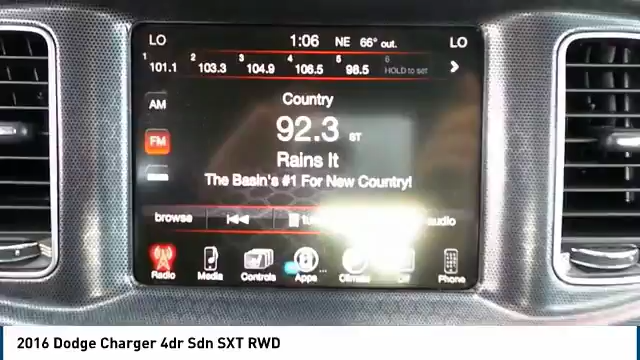 LO 1:06 NE 66° out. LO
1 101.1 2 103.3 3 104.9 4 106.5 5 98.5 6 HOLD to set
AM
Country
92.3 ST
FM
Rains It
The Basin's #1 For New Country!
browse audio
Radio Media Controls Apps Climate Phone
2016 Dodge Charger 4dr Sdn SXT RWD